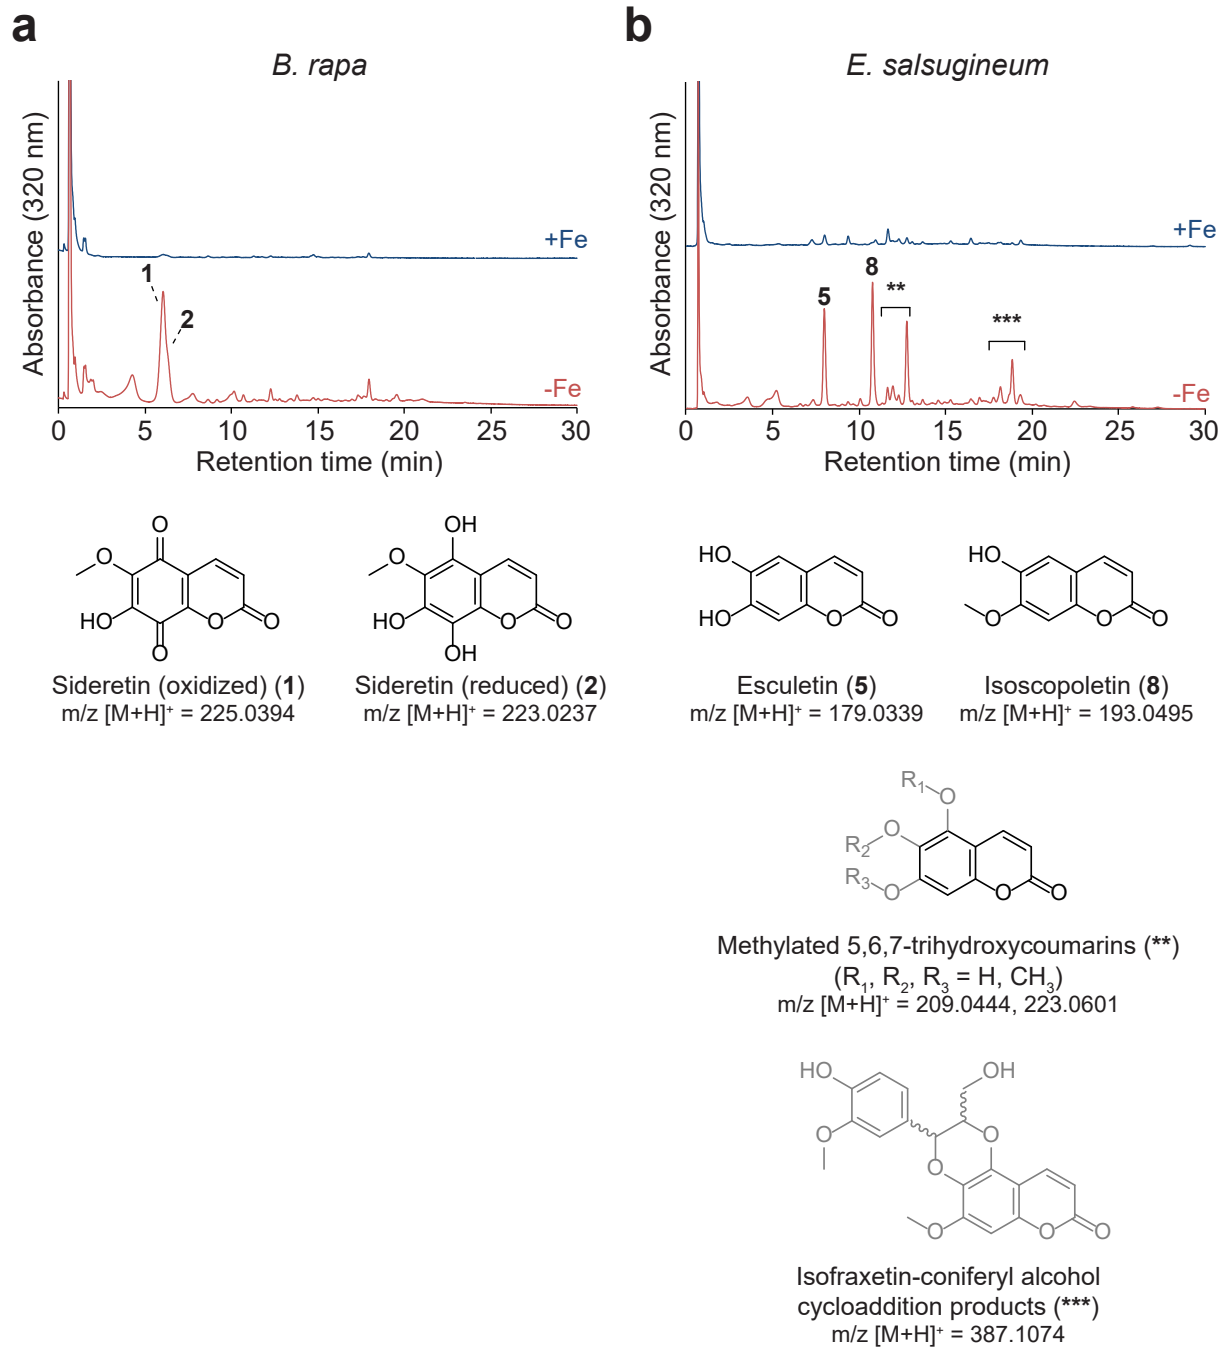 a
B. rapa
Absorbance (320 nm)
+Fe
1
2
-Fe
0 5 10 15 20 25 30
Retention time (min)
O
O
HO
O
O
O
Sideretin (oxidized) (1)
m/z [M+H]+ = 225.0394
OH
O
HO
O
O
OH
Sideretin (reduced) (2)
m/z [M+H]+ = 223.0237
b
E. salsugineum
Absorbance (320 nm)
+Fe
5
8
**
***
-Fe
0 5 10 15 20 25 30
Retention time (min)
HO
HO
O
O
Esculetin (5)
m/z [M+H]+ = 179.0339
HO
O
O
O
Isoscopoletin (8)
m/z [M+H]+ = 193.0495
R1
O
O
R2
R3
O
O
O
Methylated 5,6,7-trihydroxycoumarins (**)
(R1, R2, R3 = H, CH3)
m/z [M+H]+ = 209.0444, 223.0601
HO
OH
O
O
O
O
O
O
Isofraxetin-coniferyl alcohol
cycloaddition products (***)
m/z [M+H]+ = 387.1074